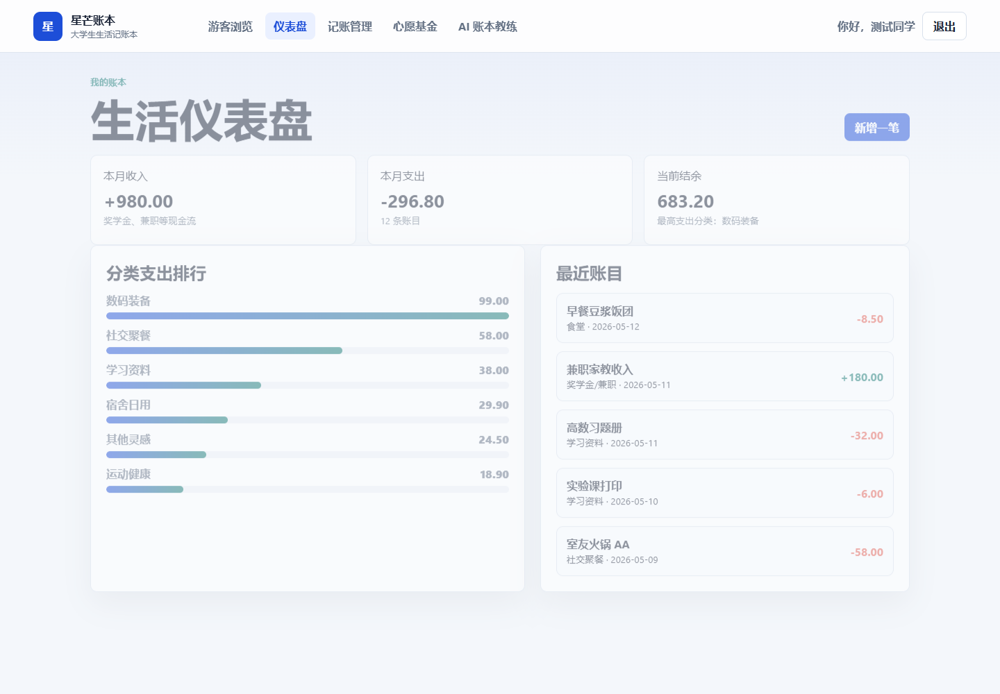 星
星芒账本
大学生生活记账本
游客浏览
仪表盘
记账管理
心愿基金
AI 账本教练
你好，测试同学
退出
我的账本
生活仪表盘
新增一笔
本月收入
+980.00
奖学金、兼职等现金流
本月支出
-296.80
12 条账目
当前结余
683.20
最高支出分类：数码装备
分类支出排行
数码装备 99.00
社交聚餐 58.00
学习资料 38.00
宿舍日用 29.90
其他灵感 24.50
运动健康 18.90
最近账目
早餐豆浆饭团
食堂 · 2026-05-12
-8.50
兼职家教收入
奖学金/兼职 · 2026-05-11
+180.00
高数习题册
学习资料 · 2026-05-11
-32.00
实验课打印
学习资料 · 2026-05-10
-6.00
室友火锅 AA
社交聚餐 · 2026-05-09
-58.00